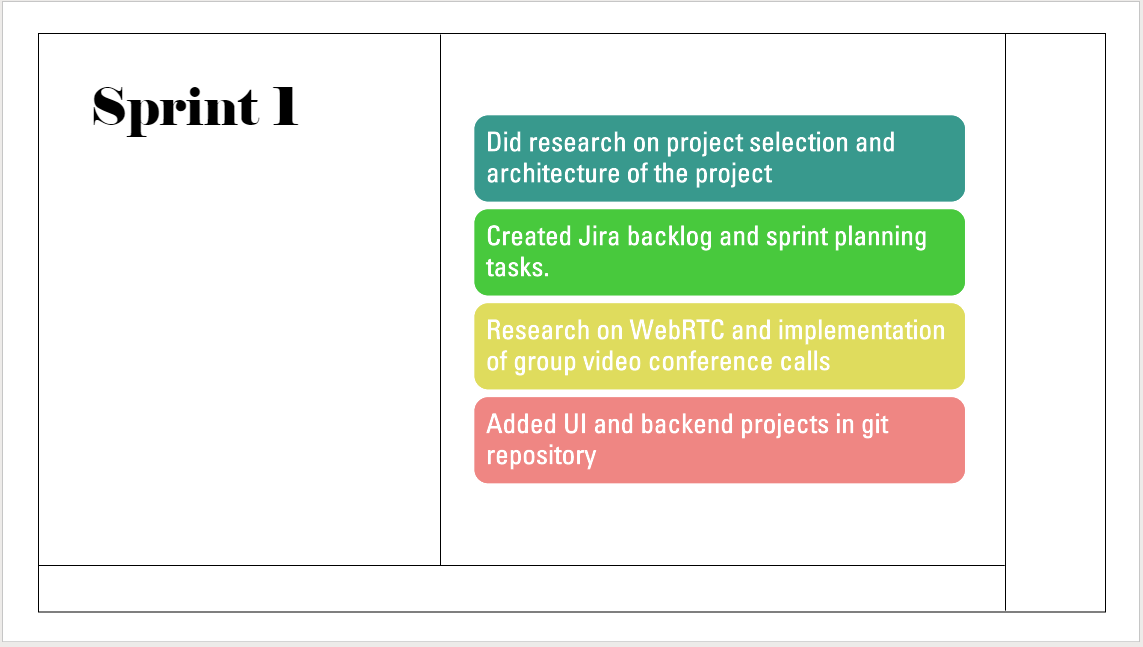 Sprint 1
Did research on project selection and
architecture of the project
Created Jira backlog and sprint planning
tasks.
Research on WebRTC and implementation
of group video conference calls
Added UI and backend projects in git
repository